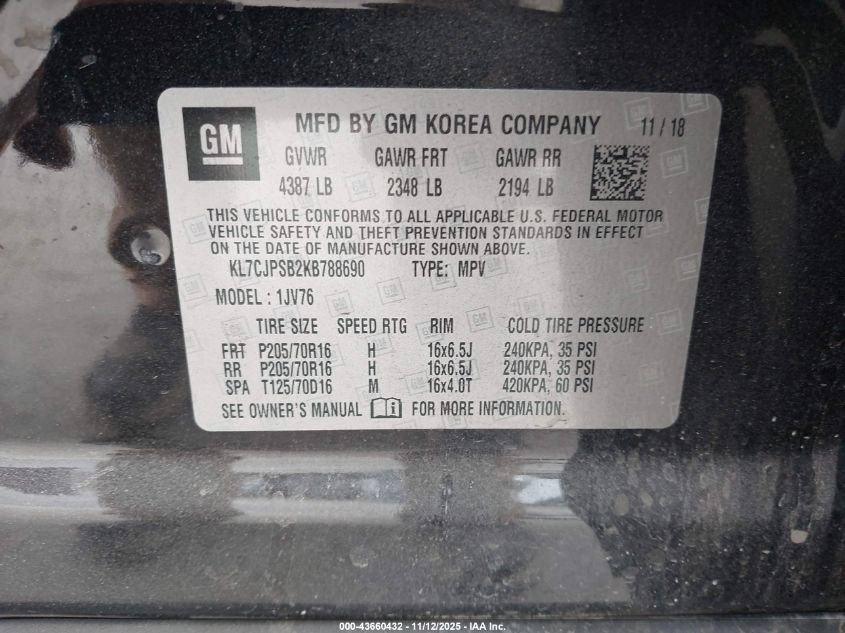 GM MFD BY GM KOREA COMPANY 11 / 18
GVWR GAWR FRT GAWR RR
4387 LB 2348 LB 2194 LB
THIS VEHICLE CONFORMS TO ALL APPLICABLE U.S. FEDERAL MOTOR
VEHICLE SAFETY AND THEFT PREVENTION STANDARDS IN EFFECT
ON THE DATE OF MANUFACTURE SHOWN ABOVE.
KL7CJPSB2KB788690 TYPE: MPV
MODEL : 1JV76
TIRE SIZE SPEED RTG RIM COLD TIRE PRESSURE
FRT P205/70R16 H 16x6.5J 240KPA, 35 PSI
RR P205/70R16 H 16x6.5J 240KPA, 35 PSI
SPA T125/70D16 M 16x4.0T 420KPA, 60 PSI
SEE OWNER'S MANUAL i FOR MORE INFORMATION.
000-43660432 - 11/12/2025 - IAA Inc.